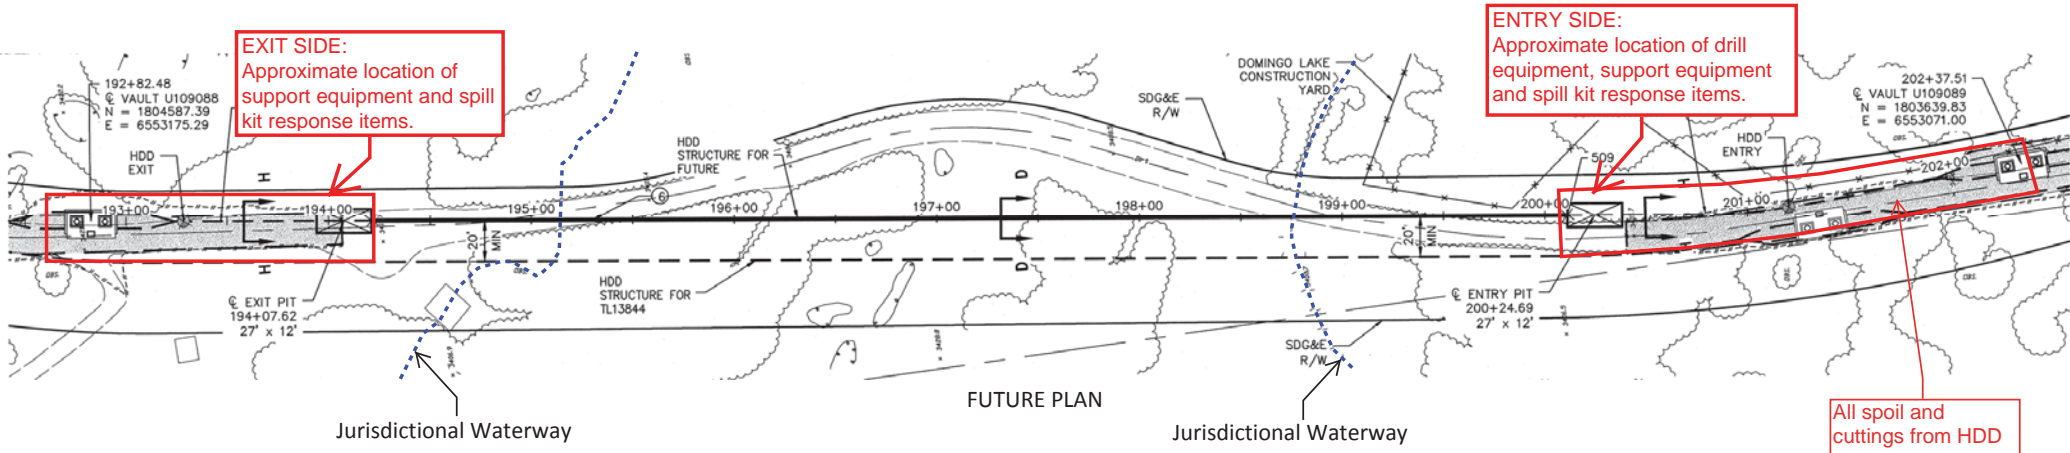 EXIT SIDE:
Approximate location of
support equipment and spill
kit response items.
ENTRY SIDE:
Approximate location of drill
equipment, support equipment
and spill kit response items.
192+82.48
℄ VAULT U109088
N = 1804587.39
E = 6553175.29
HDD
EXIT
HDD
STRUCTURE FOR
FUTURE
SDG&E
R/W
DOMINGO LAKE
CONSTRUCTION
YARD
202+37.51
℄ VAULT U109089
N = 1803639.83
E = 6553071.00
HDD
ENTRY
509
H
D
H
193+00
194+00
195+00
6
196+00
197+00
198+00
199+00
200+00
201+00
202+00
20'
MIN
20'
MIN
H
D
H
OBS.
OBS.
OBS.
℄ EXIT PIT
194+07.62
27' x 12'
HDD
STRUCTURE FOR
TL13844
℄ ENTRY PIT
200+24.69
27' x 12'
SDG&E
R/W
FUTURE PLAN
Jurisdictional Waterway
Jurisdictional Waterway
All spoil and
cuttings from HDD